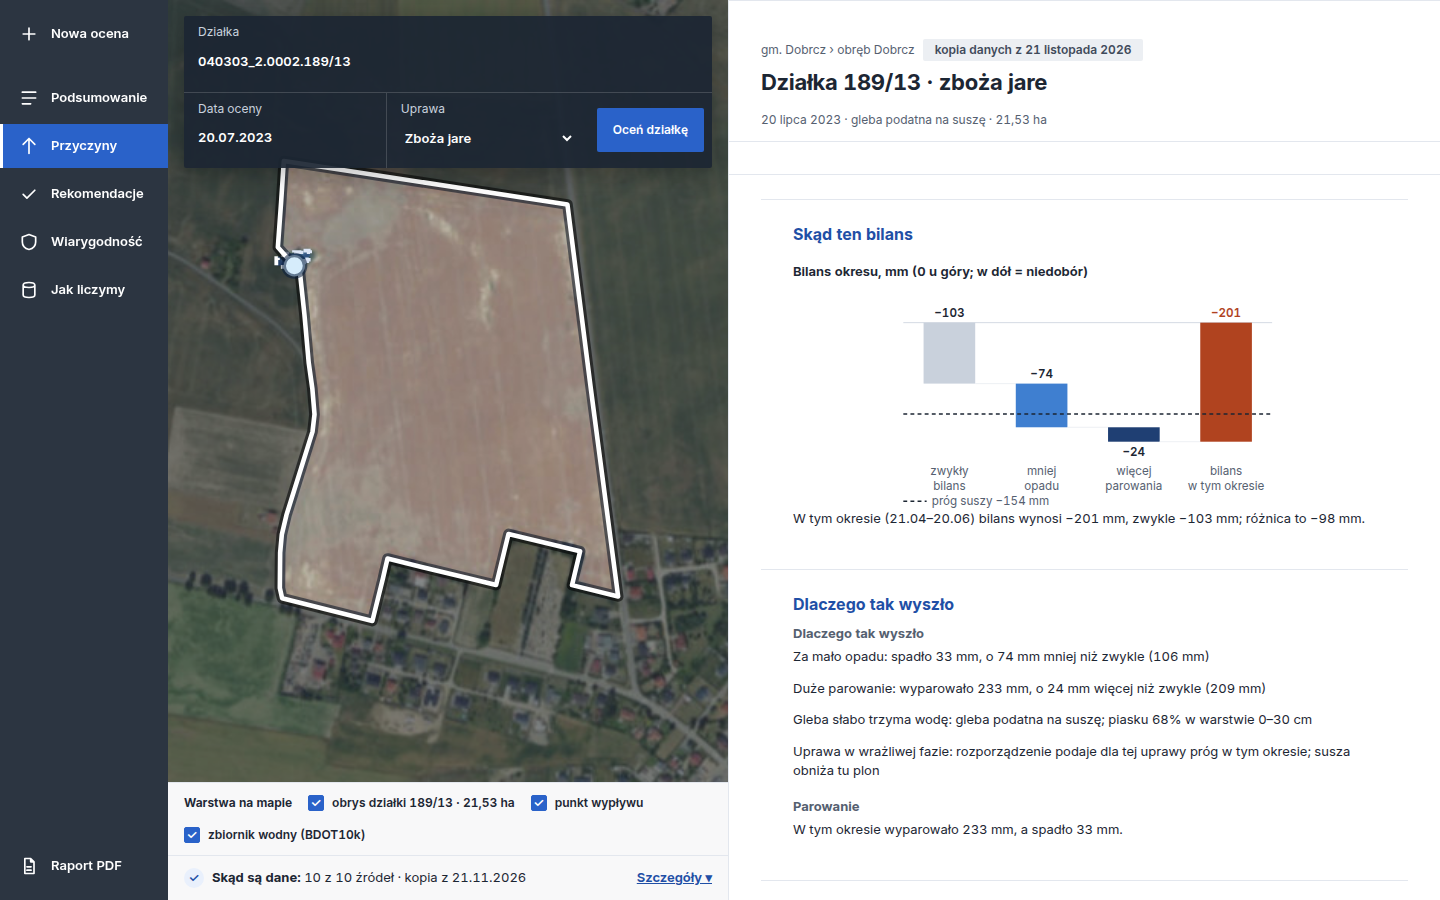 Nowa ocena
Podsumowanie
Przyczyny
Rekomendacje
Wiarygodność
Jak liczymy
Raport PDF
Działka
040303_2.0002.189/13
Data oceny
20.07.2023
Uprawa
Zboża jare
Oceń działkę
Warstwa na mapie
obrys działki 189/13 · 21,53 ha
punkt wypływu
zbiornik wodny (BDOT10k)
Skąd są dane: 10 z 10 źródeł · kopia z 21.11.2026
Szczegóły ▾
gm. Dobrcz › obręb Dobrcz
kopia danych z 21 listopada 2026
Działka 189/13 · zboża jare
20 lipca 2023 · gleba podatna na suszę · 21,53 ha
Skąd ten bilans
Bilans okresu, mm (0 u góry; w dół = niedobór)
−103
−74
−24
−201
zwykły
bilans
mniej
opadu
więcej
parowania
bilans
w tym okresie
próg suszy −154 mm
W tym okresie (21.04–20.06) bilans wynosi −201 mm, zwykle −103 mm; różnica to −98 mm.
Dlaczego tak wyszło
Dlaczego tak wyszło
Za mało opadu: spadło 33 mm, o 74 mm mniej niż zwykle (106 mm)
Duże parowanie: wyparowało 233 mm, o 24 mm więcej niż zwykle (209 mm)
Gleba słabo trzyma wodę: gleba podatna na suszę; piasku 68% w warstwie 0–30 cm
Uprawa w wrażliwej fazie: rozporządzenie podaje dla tej uprawy próg w tym okresie; susza
obniża tu plon
Parowanie
W tym okresie wyparowało 233 mm, a spadło 33 mm.